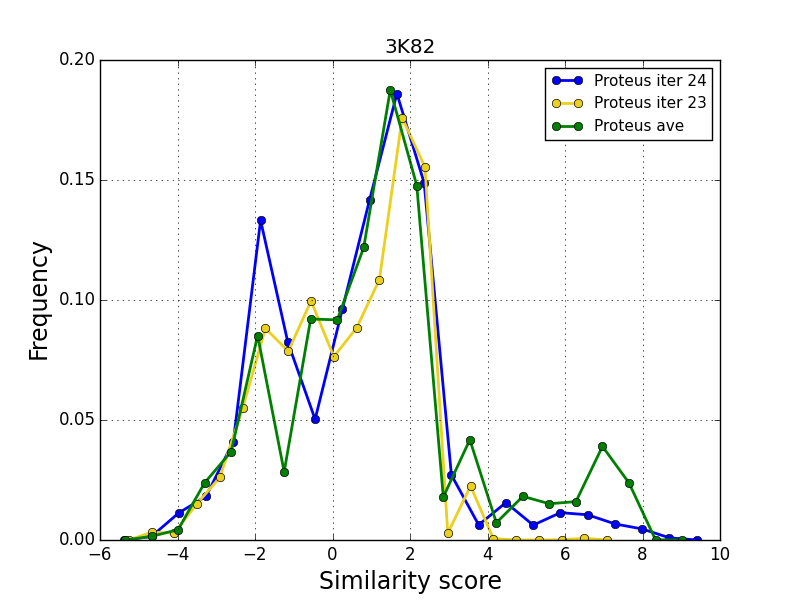 3K82
Proteus iter 24
Proteus iter 23
Proteus ave
0.20
0.15
0.10
0.05
0.00
Frequency
−6 −4 −2 0 2 4 6 8 10
Similarity score